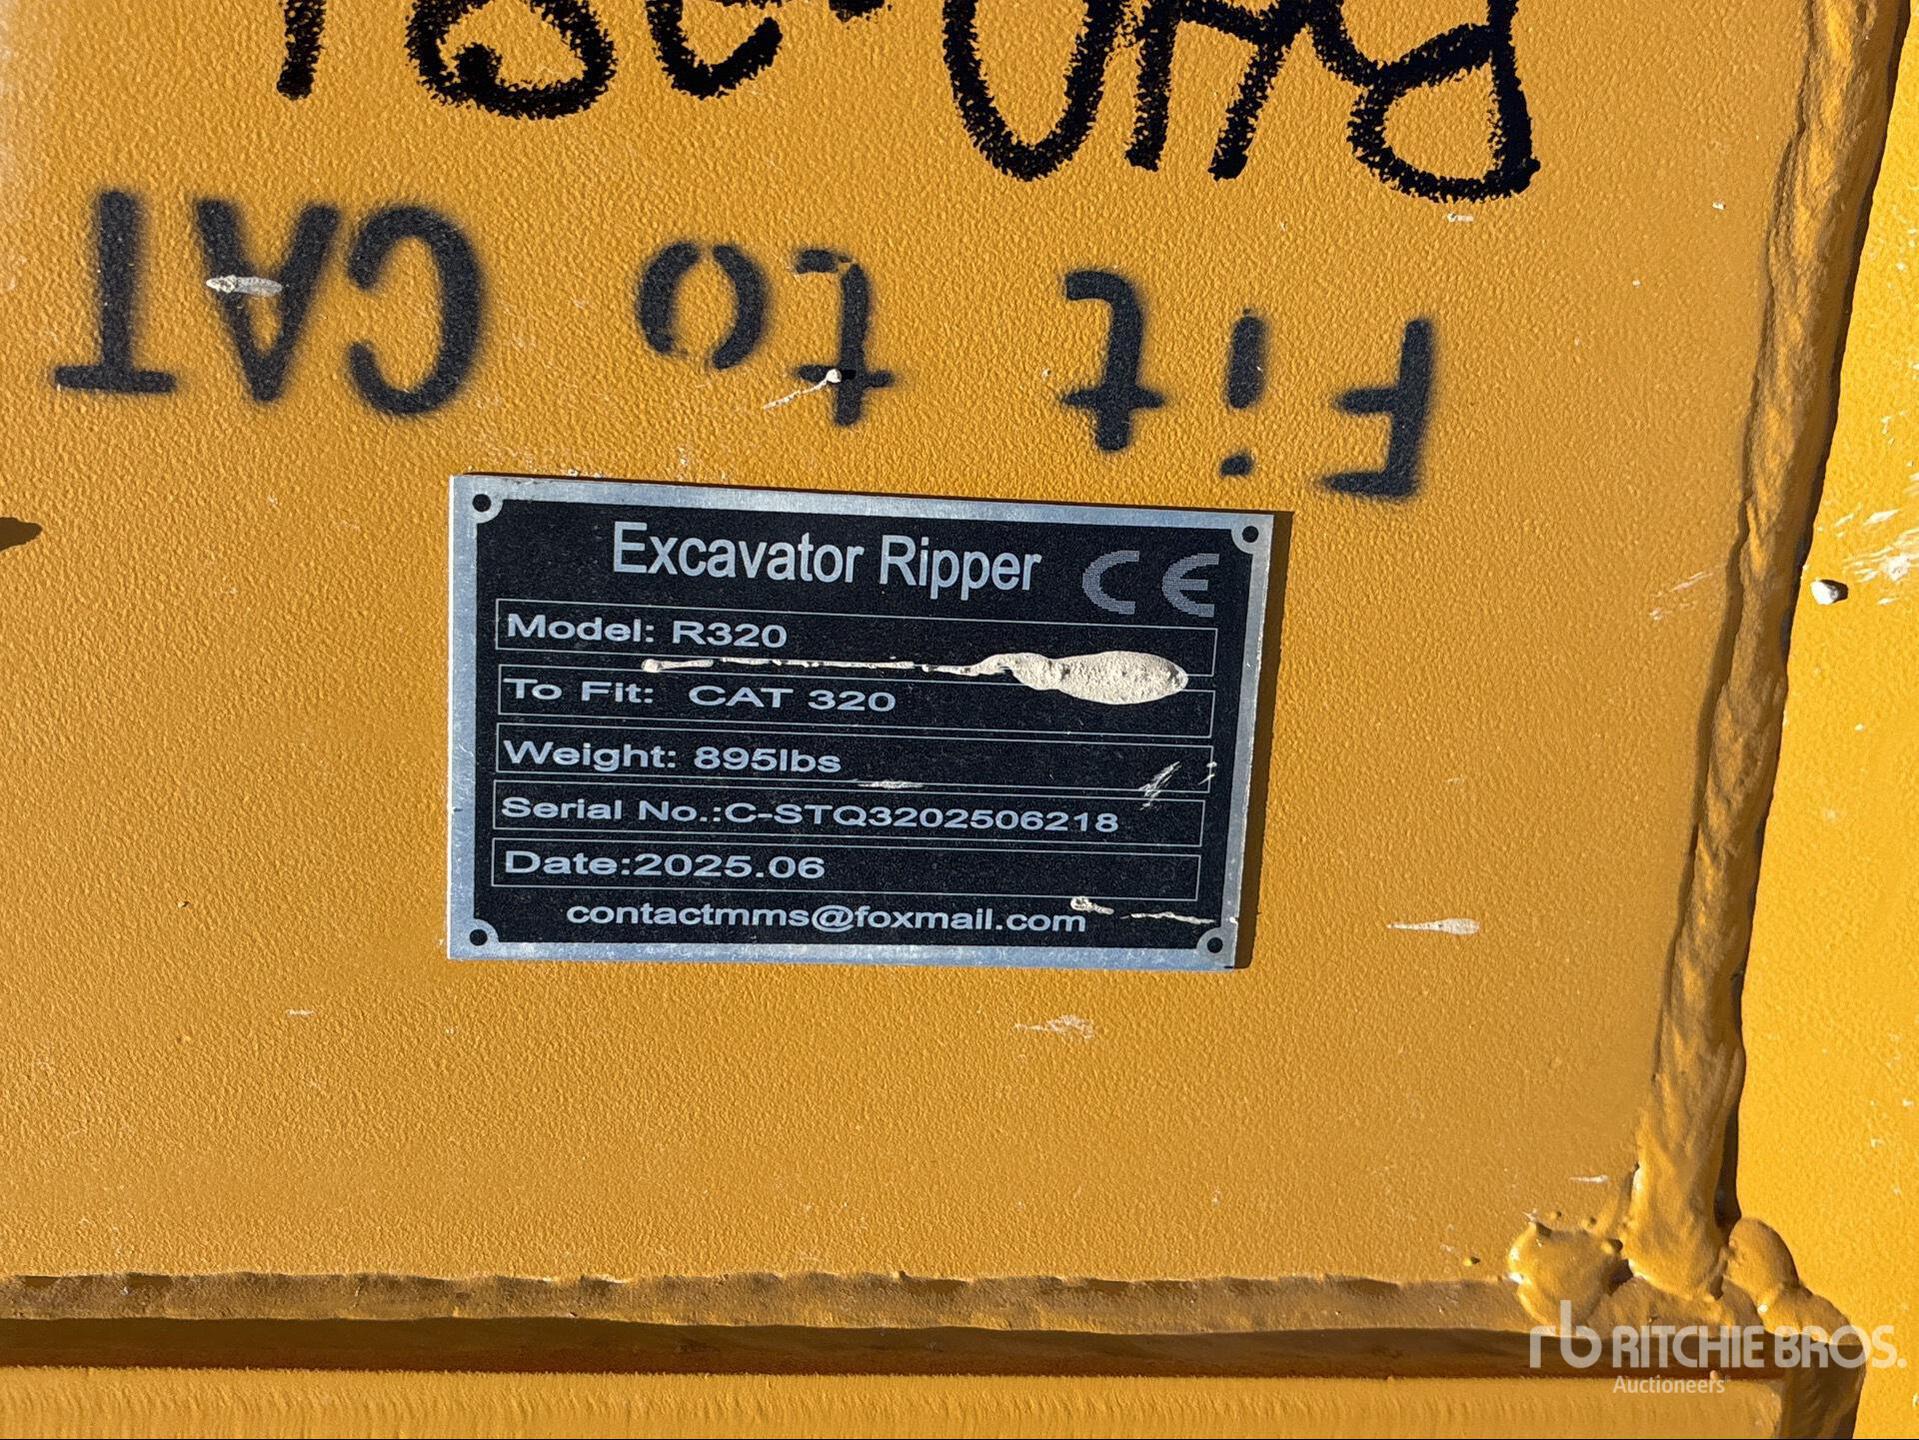 Fit to CAT
Excavator Ripper CE
Model: R320
To Fit: CAT 320
Weight: 895lbs
Serial No.:C-STQ3202506218
Date:2025.06
contactmms@foxmail.com
rb RITCHIE BROS.
Auctioneers